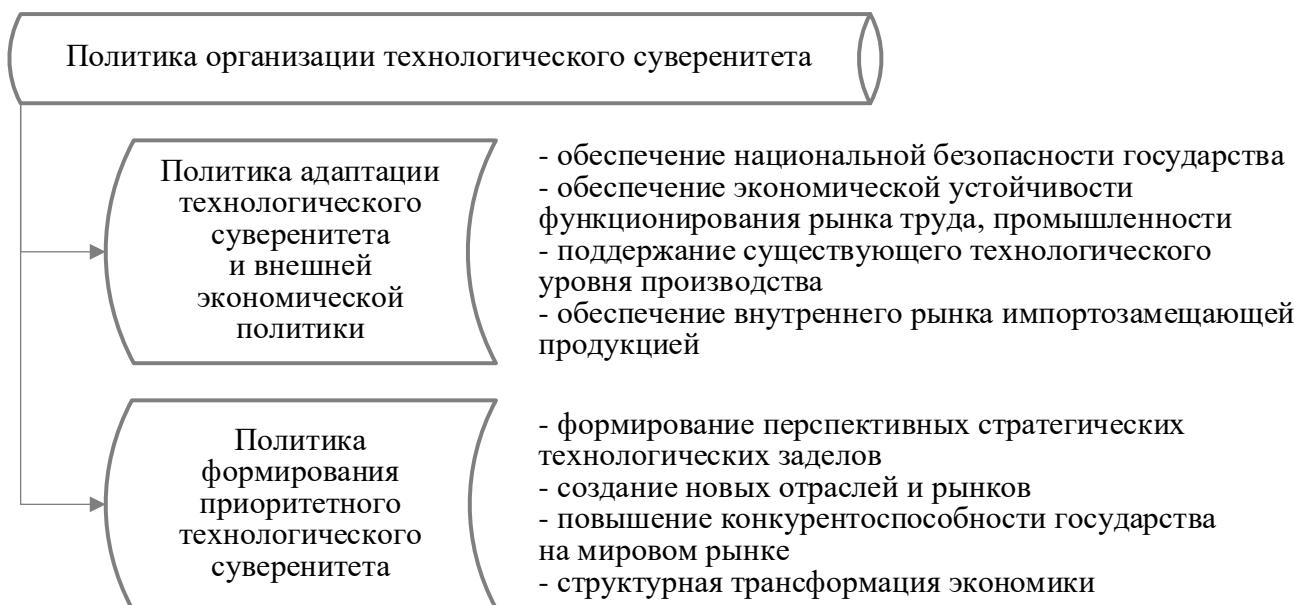 Политика организации технологического суверенитета
Политика адаптации
технологического
суверенитета
и внешней
экономической
политики
- обеспечение национальной безопасности государства
- обеспечение экономической устойчивости
функционирования рынка труда, промышленности
- поддержание существующего технологического
уровня производства
- обеспечение внутреннего рынка импортозамещающей
продукцией
Политика
формирования
приоритетного
технологического
суверенитета
- формирование перспективных стратегических
технологических заделов
- создание новых отраслей и рынков
- повышение конкурентоспособности государства
на мировом рынке
- структурная трансформация экономики